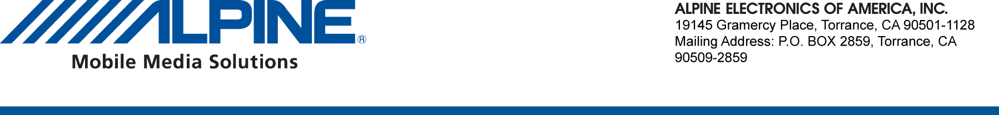 ALPINE®
Mobile Media Solutions
ALPINE ELECTRONICS OF AMERICA, INC.
19145 Gramercy Place, Torrance, CA 90501-1128
Mailing Address: P.O. BOX 2859, Torrance, CA
90509-2859